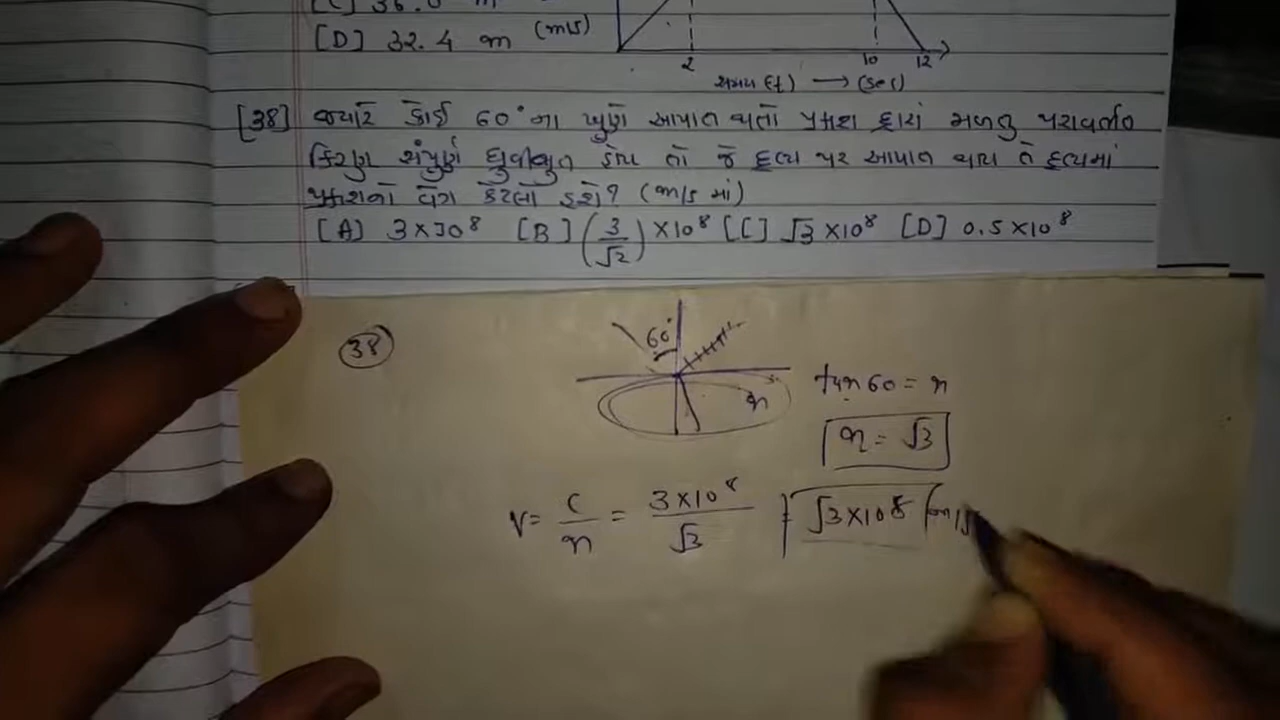 [C] 36.0 m
[D] 32.4 m
(m/s)
2 10 12
સમય (t) → (sec)
[38] જ્યારે કોઈ 60° ના ખુણે આપાત થતો પ્રકાશ દ્વારા મળતુ પરાવર્તીત
કિરણ સંપુર્ણ ધ્રુવીભુત હોય તો જે દ્રવ્ય પર આપાત થાય તે દ્રવ્યમાં
પ્રકાશનો વેગ કેટલો હશે? (m/s માં)
[A] 3×10⁸ [B] (3/√2) ×10⁸ [C] √3 ×10⁸ [D] 0.5×10⁸
38
60°
n
tan 60 = n
n = √3
v = c/n = 3×10⁸/√3 = √3×10⁸ m/s